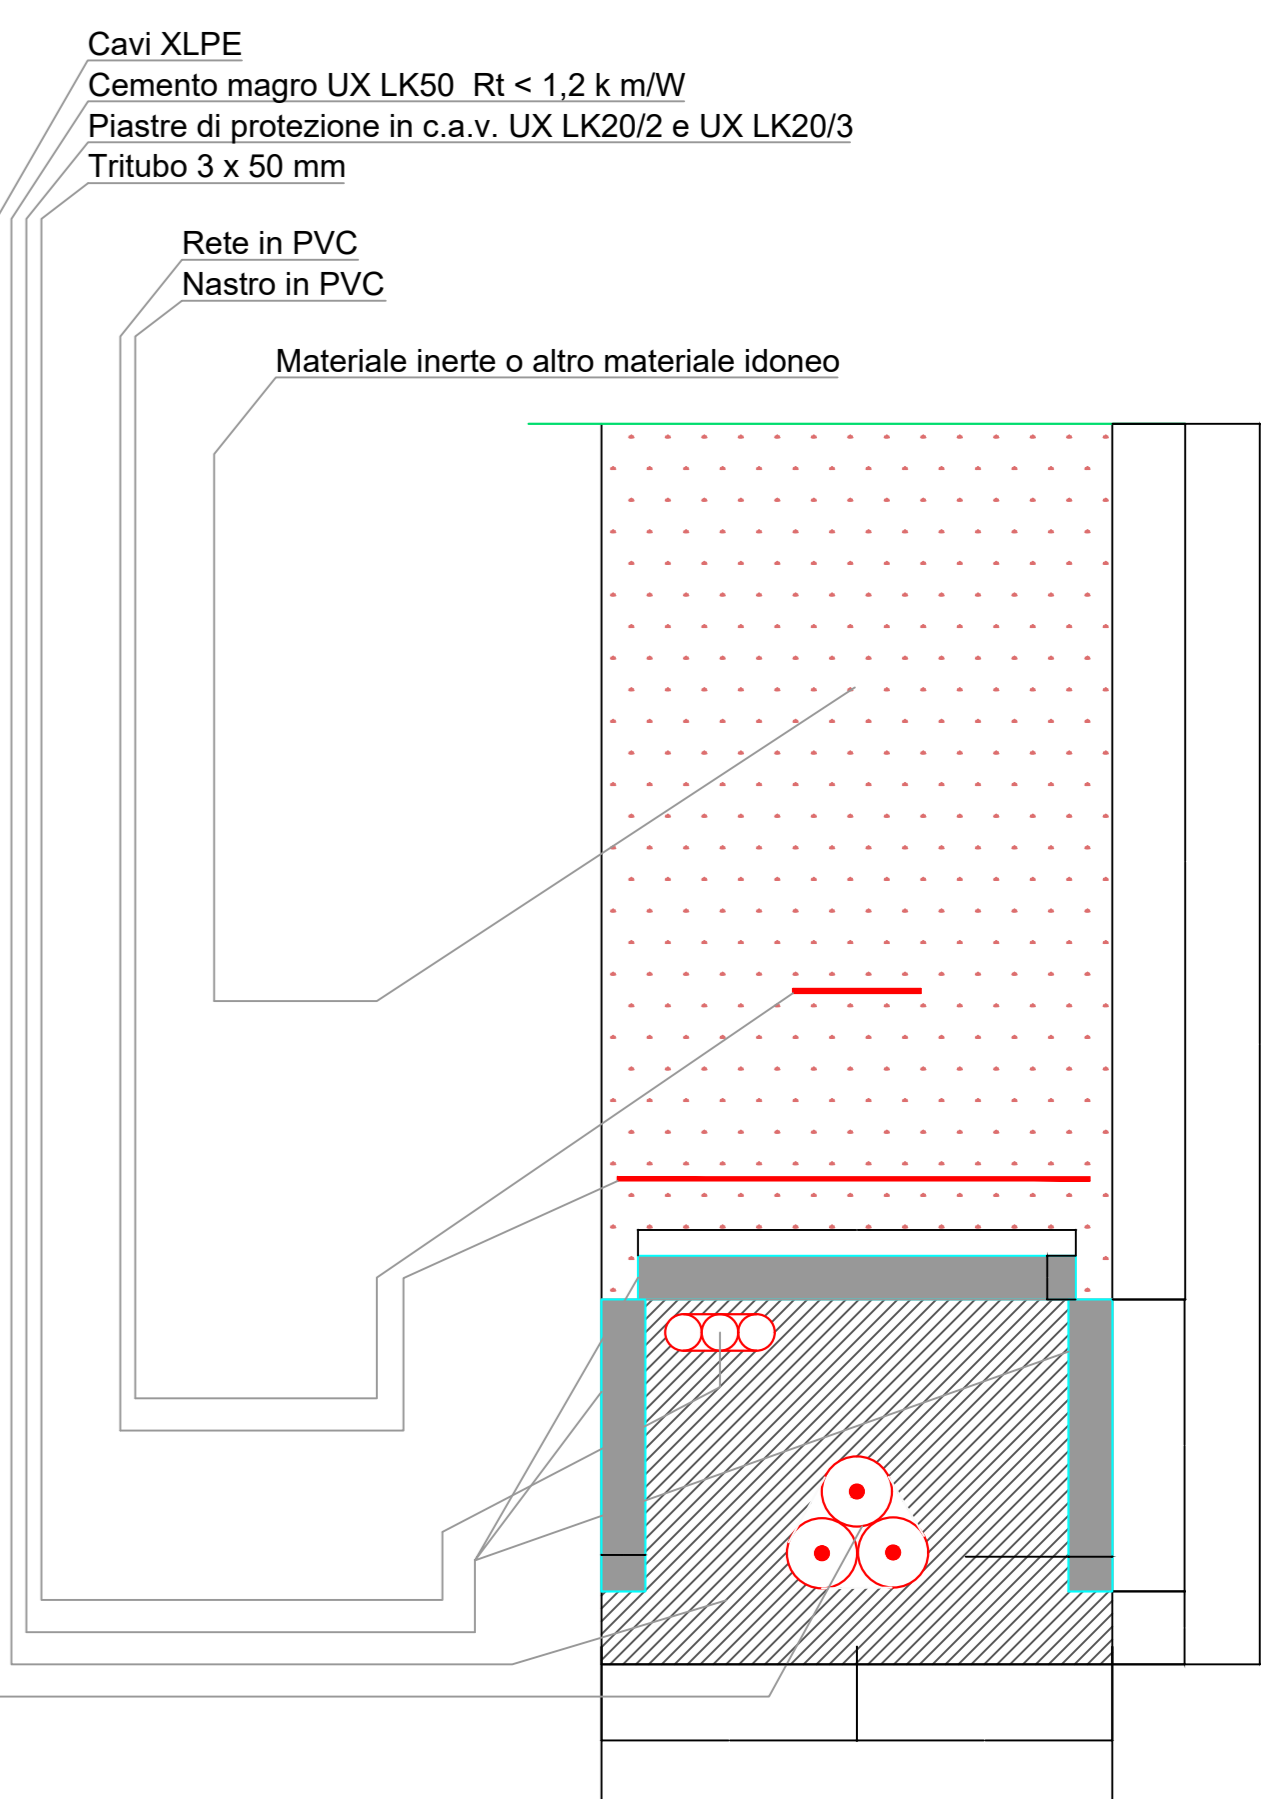 Cavi XLPE
Cemento magro UX LK50  Rt < 1,2 k m/W
Piastre di protezione in c.a.v. UX LK20/2 e UX LK20/3
Tritubo 3 x 50 mm
Rete in PVC
Nastro in PVC
Materiale inerte o altro materiale idoneo